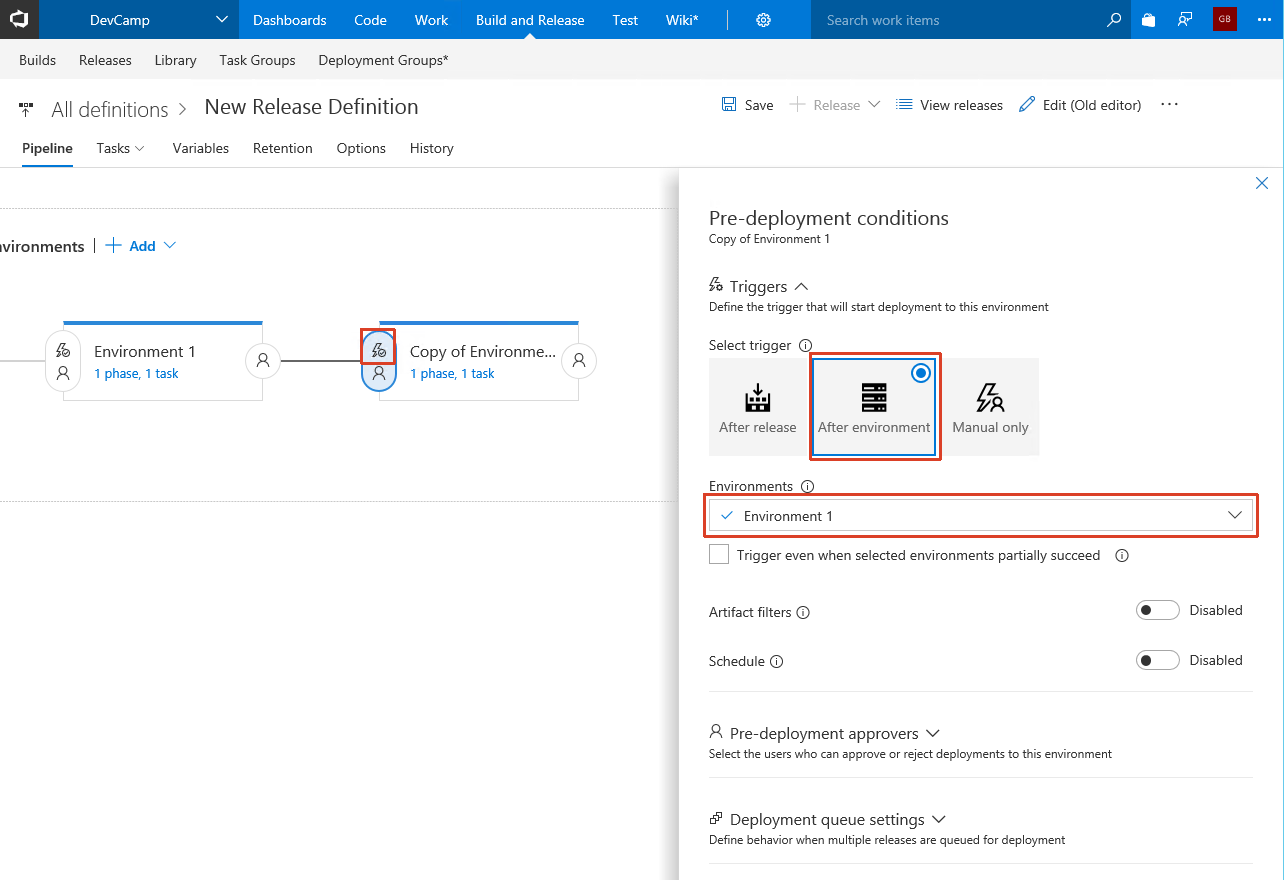 DevCamp Dashboards Code Work Build and Release Test Wiki* Search work items GB
Builds Releases Library Task Groups Deployment Groups*
All definitions > New Release Definition Save Release View releases Edit (Old editor) ...
Pipeline Tasks Variables Retention Options History
Pre-deployment conditions
Copy of Environment 1
nvironments | + Add
Triggers
Define the trigger that will start deployment to this environment
Select trigger
Environment 1
1 phase, 1 task
Copy of Environme...
1 phase, 1 task
After release After environment Manual only
Environments
Environment 1
Trigger even when selected environments partially succeed
Artifact filters Disabled
Schedule Disabled
Pre-deployment approvers
Select the users who can approve or reject deployments to this environment
Deployment queue settings
Define behavior when multiple releases are queued for deployment